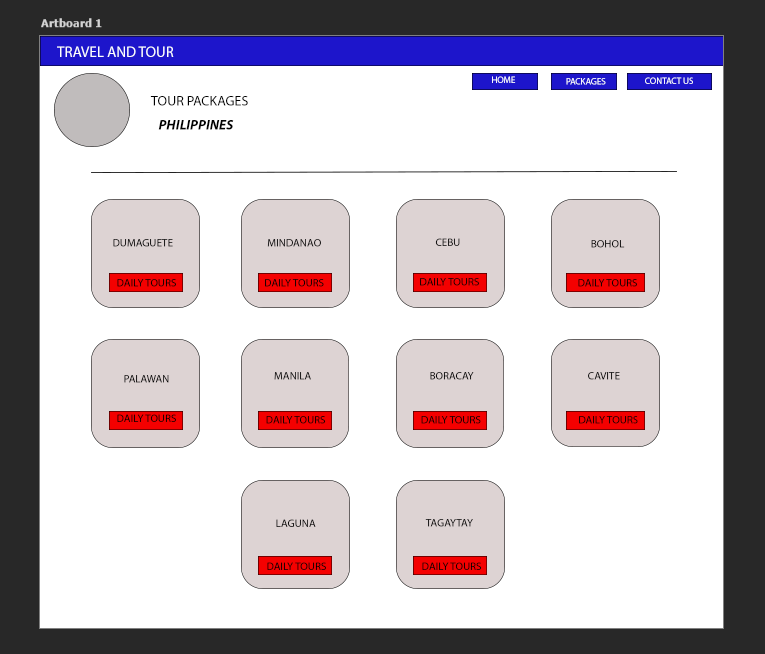 Artboard 1
TRAVEL AND TOUR
HOME
PACKAGES
CONTACT US
TOUR PACKAGES
PHILIPPINES
DUMAGUETE
DAILY TOURS
MINDANAO
DAILY TOURS
CEBU
DAILY TOURS
BOHOL
DAILY TOURS
PALAWAN
DAILY TOURS
MANILA
DAILY TOURS
BORACAY
DAILY TOURS
CAVITE
DAILY TOURS
LAGUNA
DAILY TOURS
TAGAYTAY
DAILY TOURS